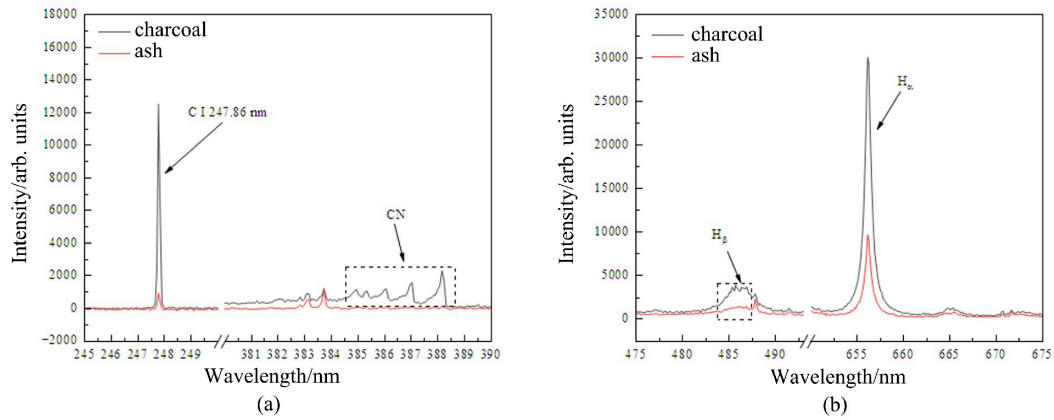 18000
16000
14000
12000
10000
8000
6000
4000
2000
0
−2000
Intensity/arb. units
charcoal
ash
C I 247.86 nm
CN
245 246 247 248 249 381 382 383 384 385 386 387 388 389 390
Wavelength/nm
(a)
35000
30000
25000
20000
15000
10000
5000
0
Intensity/arb. units
charcoal
ash
Hα
Hβ
475 480 485 490 655 660 665 670 675
Wavelength/nm
(b)